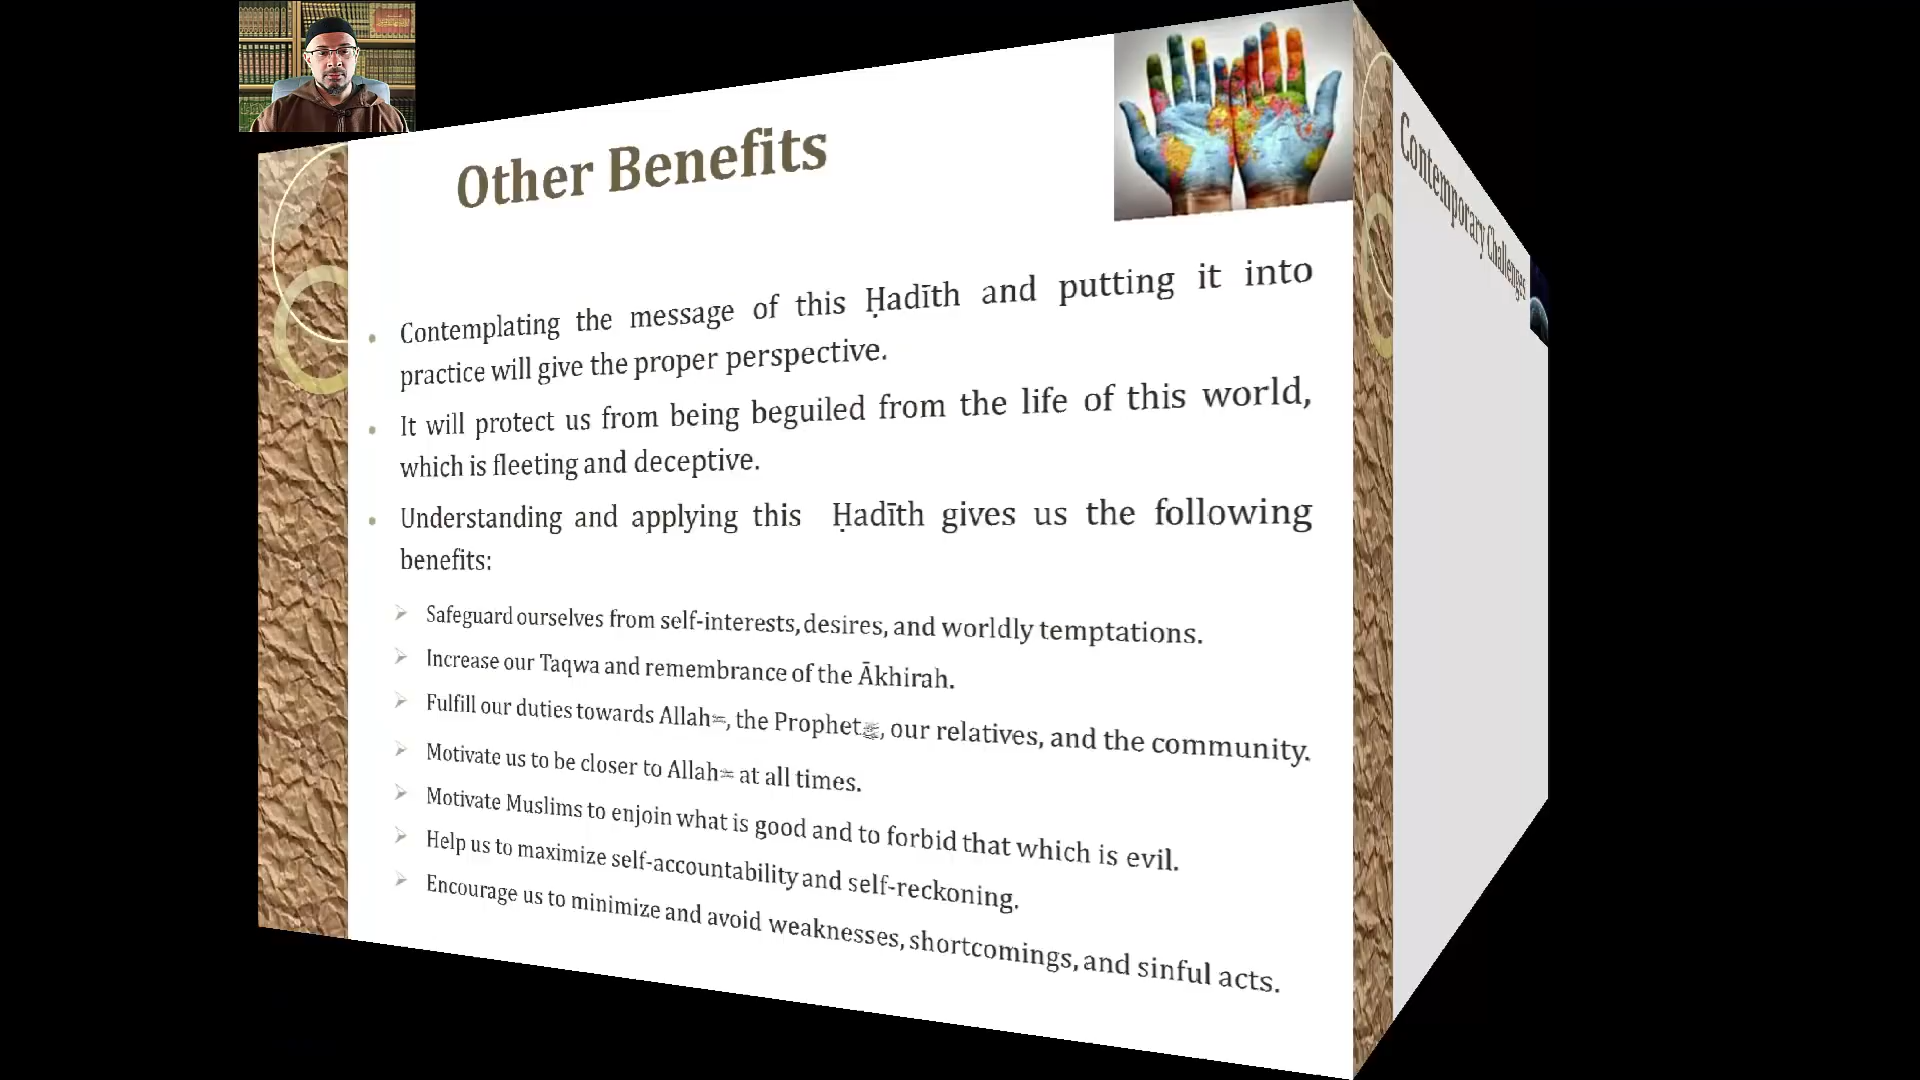 Other Benefits
• Contemplating the message of this Ḥadīth and putting it into
practice will give the proper perspective.
• It will protect us from being beguiled from the life of this world,
which is fleeting and deceptive.
• Understanding and applying this Ḥadīth gives us the following
benefits:
➢ Safeguard ourselves from self-interests, desires, and worldly temptations.
➢ Increase our Taqwa and remembrance of the Ākhirah.
➢ Fulfill our duties towards Allah, the Prophetﷺ, our relatives, and the community.
➢ Motivate us to be closer to Allah at all times.
➢ Motivate Muslims to enjoin what is good and to forbid that which is evil.
➢ Help us to maximize self-accountability and self-reckoning.
➢ Encourage us to minimize and avoid weaknesses, shortcomings, and sinful acts.
Contemporary Challenges